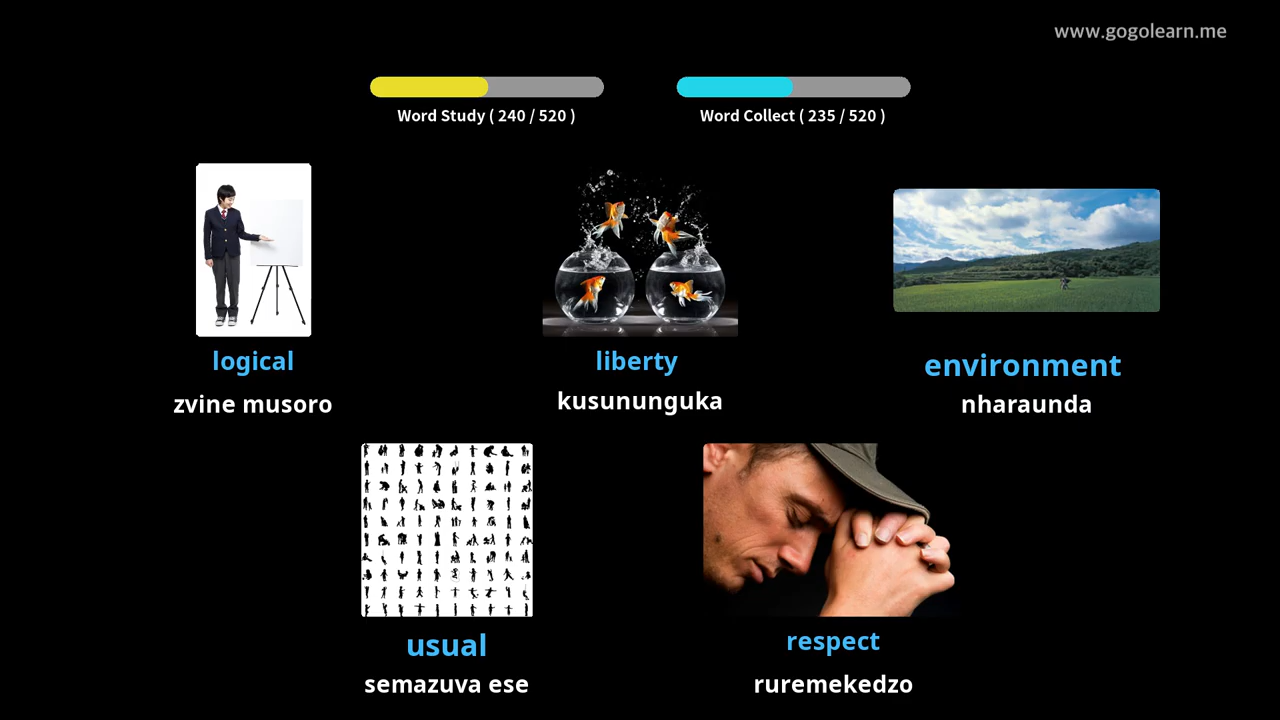 www.gogolearn.me
Word Study ( 240 / 520 )
Word Collect ( 235 / 520 )
logical
zvine musoro
liberty
kusununguka
environment
nharaunda
usual
semazuva ese
respect
ruremekedzo